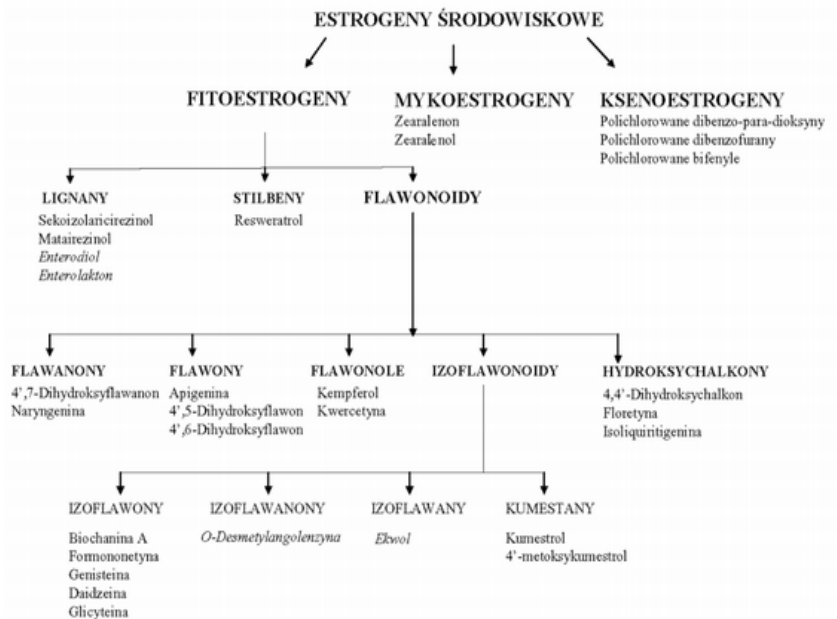 ESTROGENY ŚRODOWISKOWE
FITOESTROGENY
MYKOESTROGENY
Zearalenon
Zearalenol
KSENOESTROGENY
Polichlorowane dibenzo-para-dioksyny
Polichlorowane dibenzofurany
Polichlorowane bifenyle
LIGNANY
Sekoizolaricirezinol
Matairezinol
Enterodiol
Enterolakton
STILBENY
Resweratrol
FLAWONOIDY
FLAWANONY
4',7-Dihydroksyflawanon
Naryngenina
FLAWONY
Apigenina
4',5-Dihydroksyflawon
4',6-Dihydroksyflawon
FLAWONOLE
Kempferol
Kwercetyna
IZOFLAWONOIDY
HYDROKSYCHALKONY
4,4'-Dihydroksychalkon
Floretyna
Isoliquiritigenina
IZOFLAWONY
Biochanina A
Formononetyna
Genisteina
Daidzeina
Glicyteina
IZOFLAWANONY
O-Desmetylangolenzyna
IZOFLAWANY
Ekwol
KUMESTANY
Kumestrol
4'-metoksykumestrol